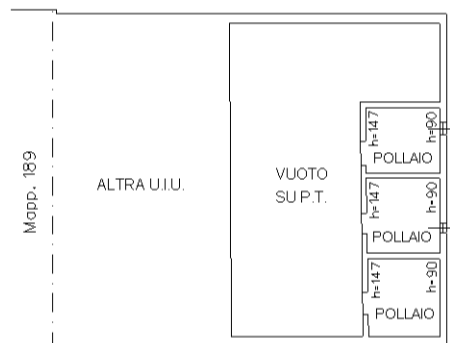 Mapp. 189
ALTRA U.I.U.
VUOTO
SU P.T.
h=147
h=90
POLLAIO
h=147
h=90
POLLAIO
h=147
h=90
POLLAIO